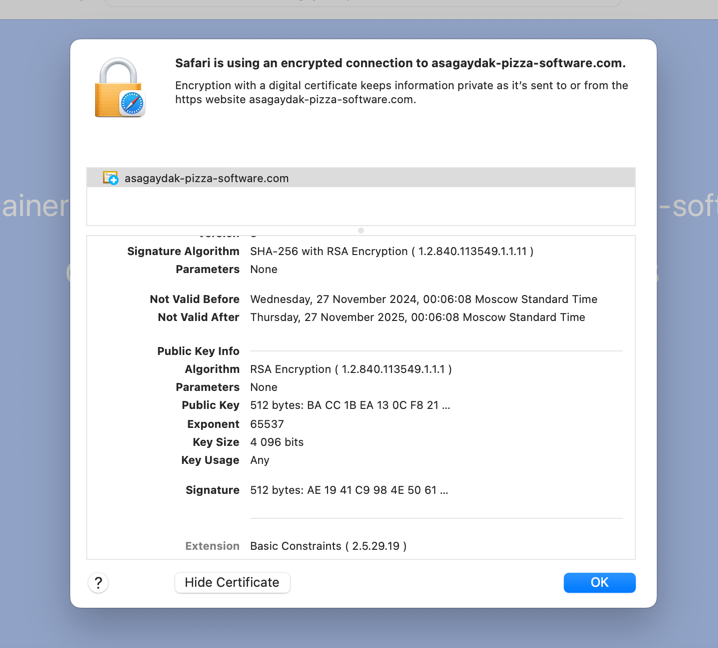 Safari is using an encrypted connection to asagaydak-pizza-software.com.
Encryption with a digital certificate keeps information private as it's sent to or from the
https website asagaydak-pizza-software.com.
asagaydak-pizza-software.com
ainer
-soft
Signature Algorithm SHA-256 with RSA Encryption ( 1.2.840.113549.1.1.11 )
Parameters None
Not Valid Before Wednesday, 27 November 2024, 00:06:08 Moscow Standard Time
Not Valid After Thursday, 27 November 2025, 00:06:08 Moscow Standard Time
Public Key Info
Algorithm RSA Encryption ( 1.2.840.113549.1.1.1 )
Parameters None
Public Key 512 bytes: BA CC 1B EA 13 0C F8 21 ...
Exponent 65537
Key Size 4 096 bits
Key Usage Any
Signature 512 bytes: AE 19 41 C9 98 4E 50 61 ...
Extension Basic Constraints ( 2.5.29.19 )
? Hide Certificate OK